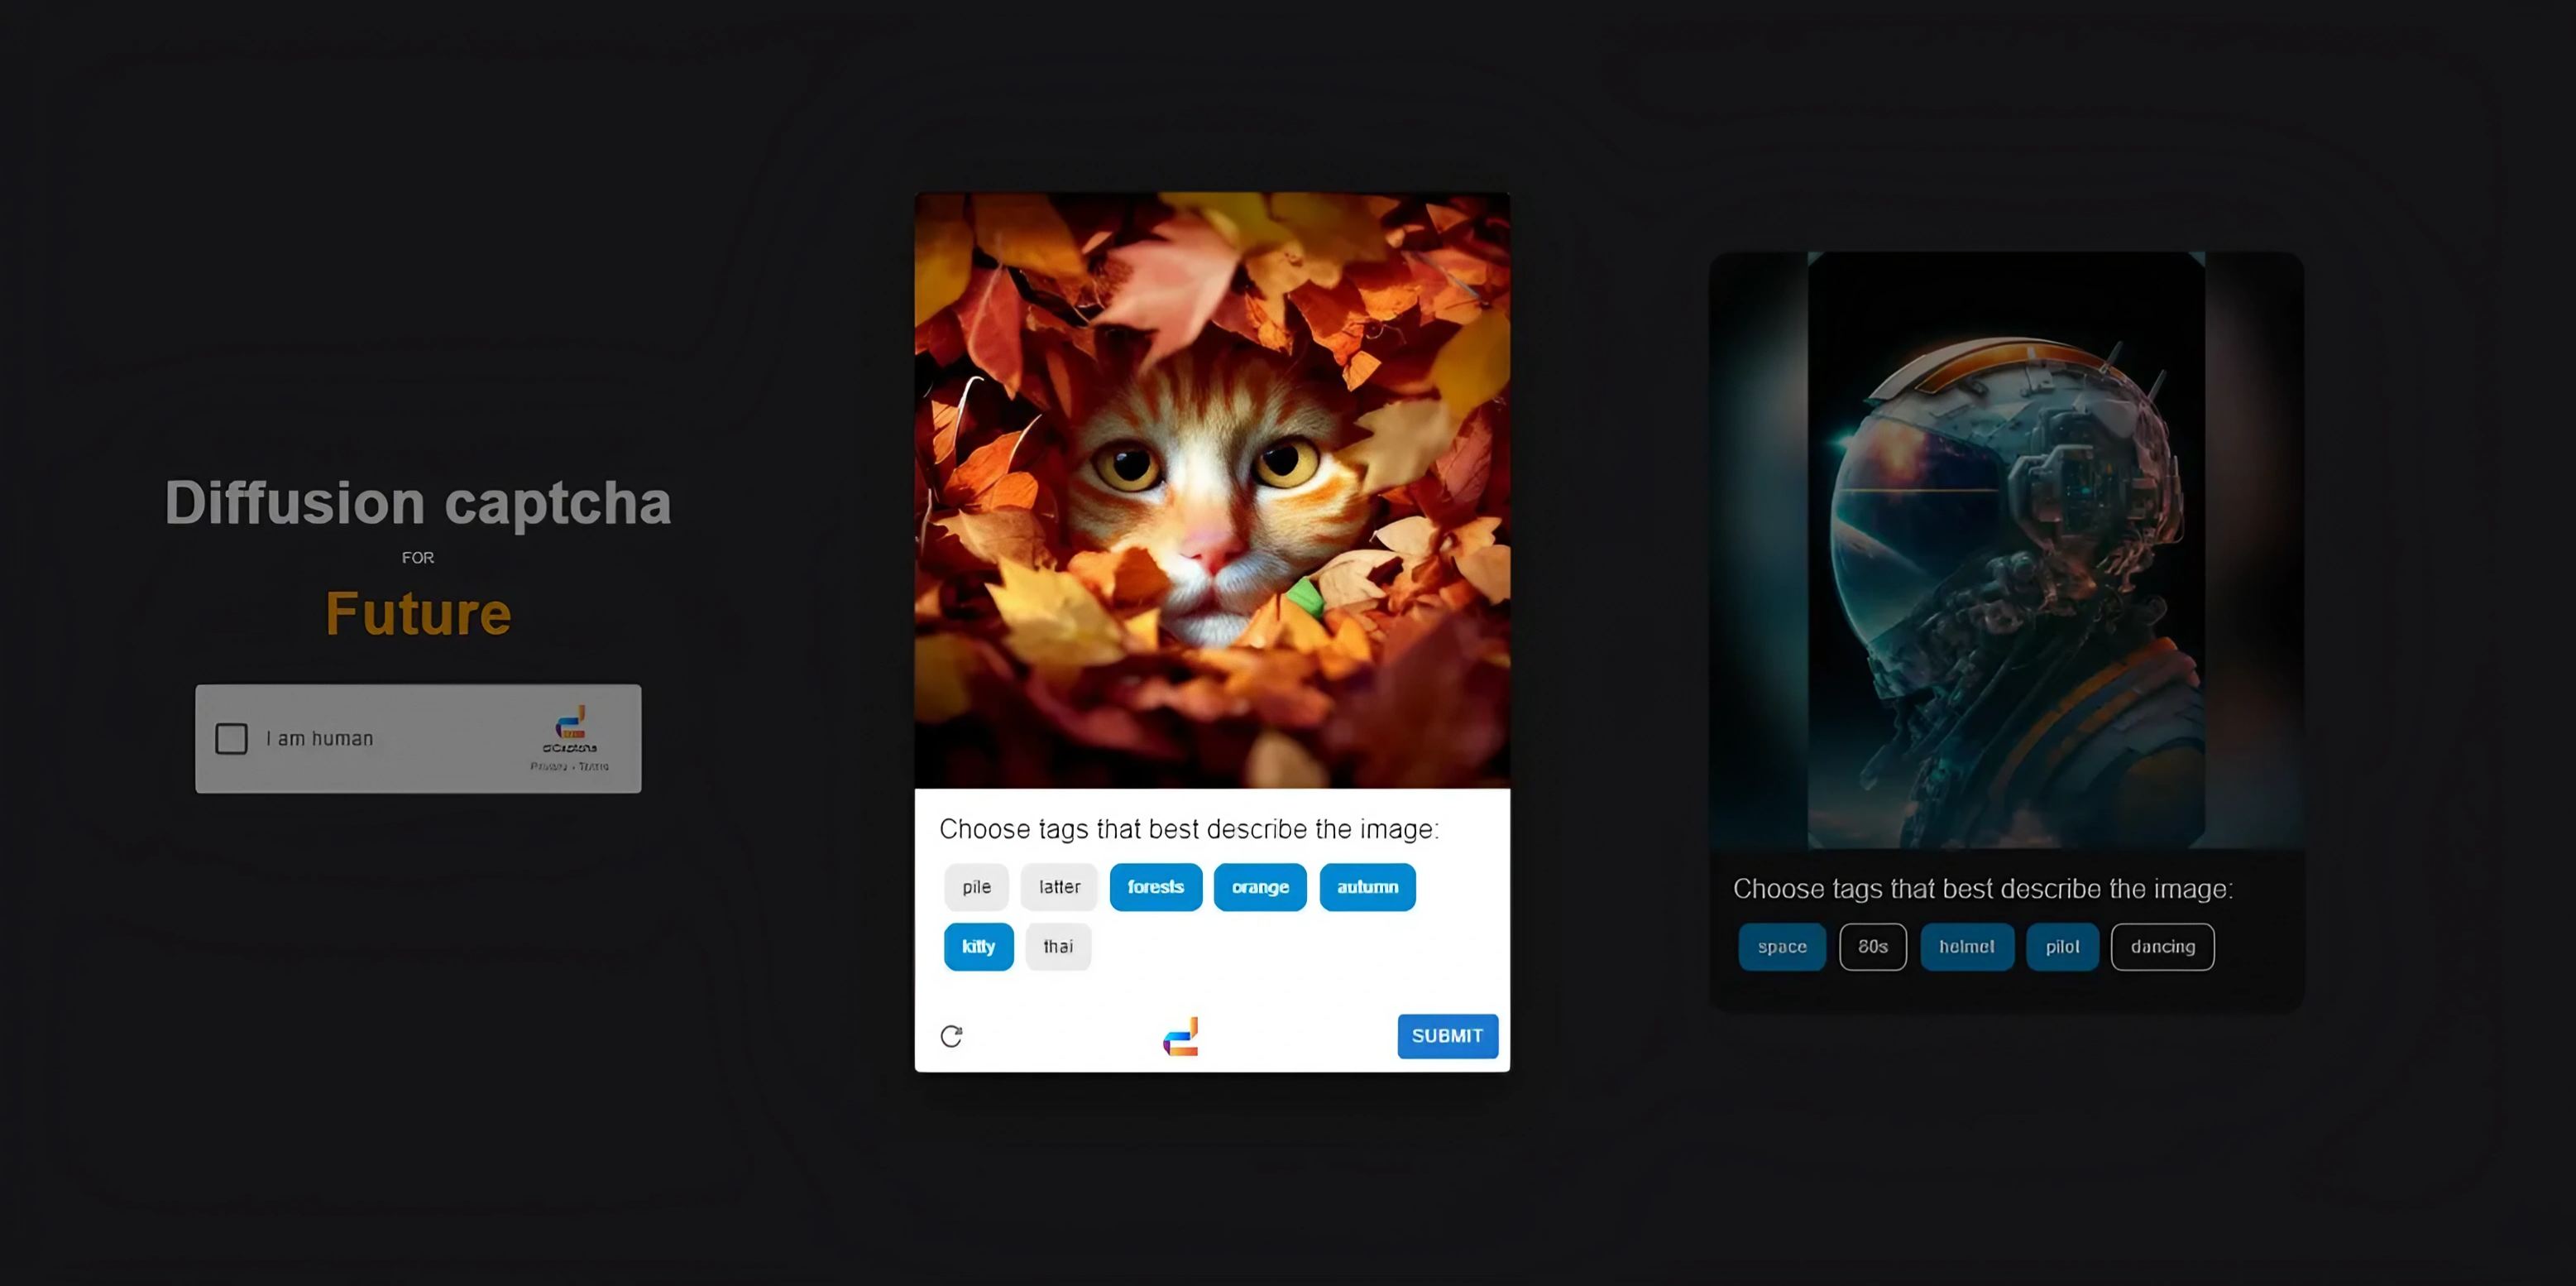 Diffusion captcha
FOR
Future
I am human
dCaptcha
Privacy - Terms
Choose tags that best describe the image:
pile latter forests orange autumn
kitty thai
SUBMIT
Choose tags that best describe the image:
space 80s helmet pilot dancing